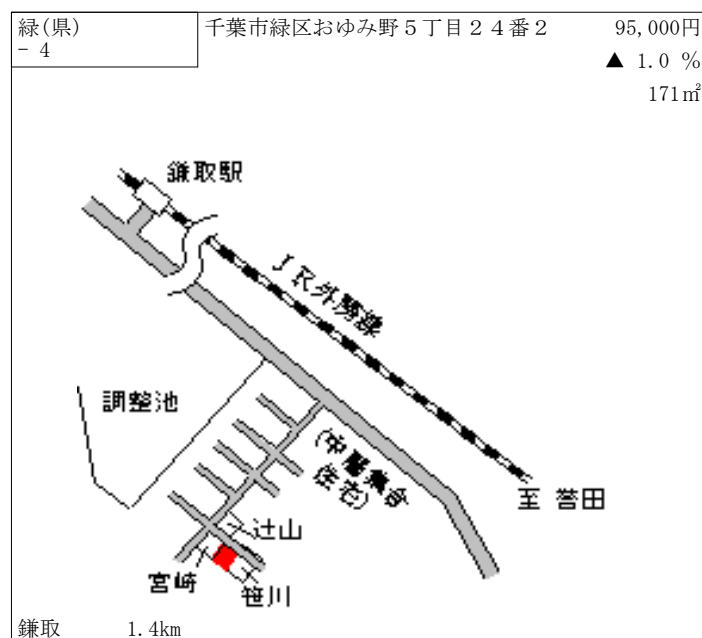 緑(県)
- 4
千葉市緑区おゆみ野５丁目２４番２
95,000円
▲ 1.0 %
171㎡
鎌取駅
ＪＲ外房線
調整池
(中層集合
住宅)
至 誉田
辻山
宮崎
笹川
鎌取 1.4km